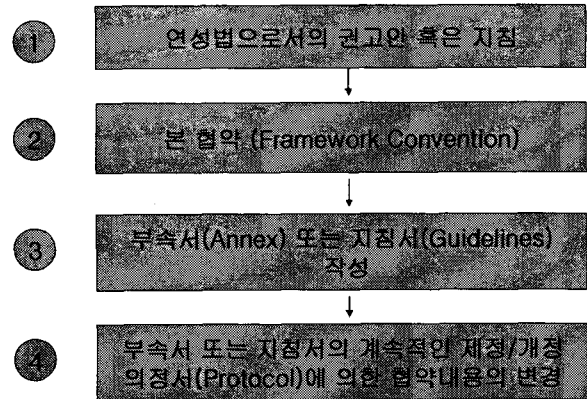 1
연성법으로서의 권고안 혹은 지침
2
본 협약 (Framework Convention)
3
부속서(Annex) 또는 지침서(Guidelines)
작성
4
부속서 또는 지침서의 계속적인 제정/개정
의정서(Protocol)에 의한 협약내용의 변경